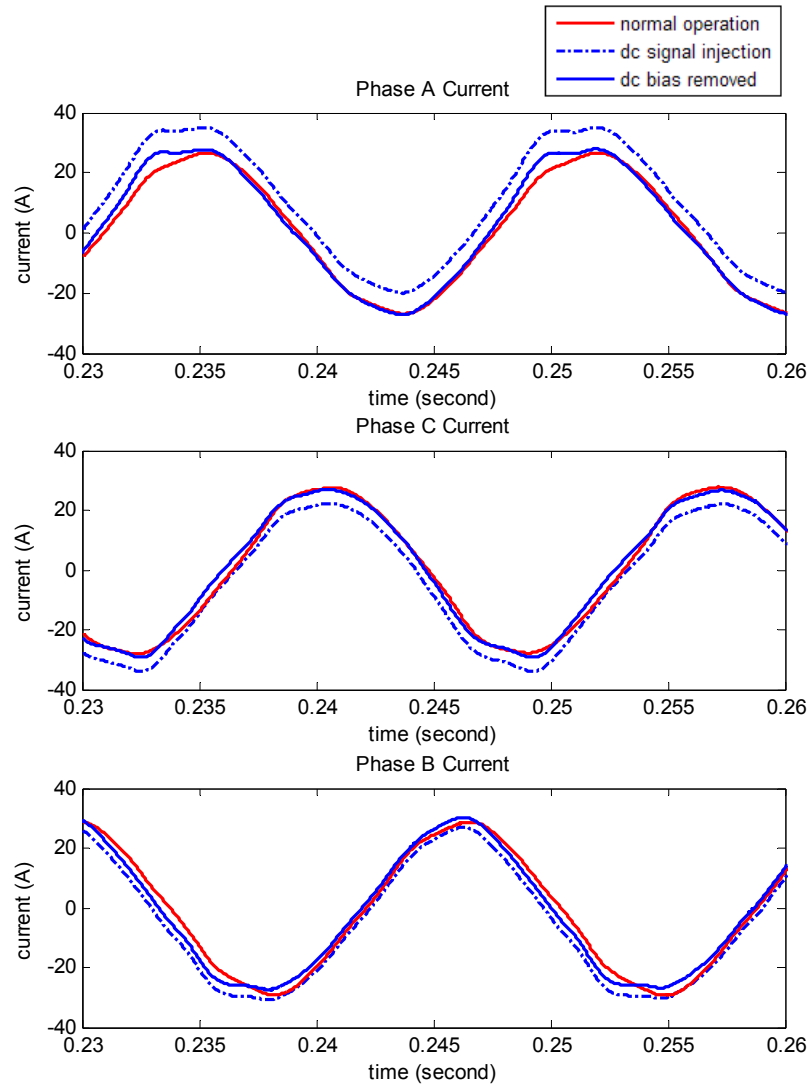 normal operation
dc signal injection
dc bias removed
Phase A Current
40
20
0
-20
-40
current (A)
0.23 0.235 0.24 0.245 0.25 0.255 0.26
time (second)
Phase C Current
40
20
0
-20
-40
current (A)
0.23 0.235 0.24 0.245 0.25 0.255 0.26
time (second)
Phase B Current
40
20
0
-20
-40
current (A)
0.23 0.235 0.24 0.245 0.25 0.255 0.26
time (second)